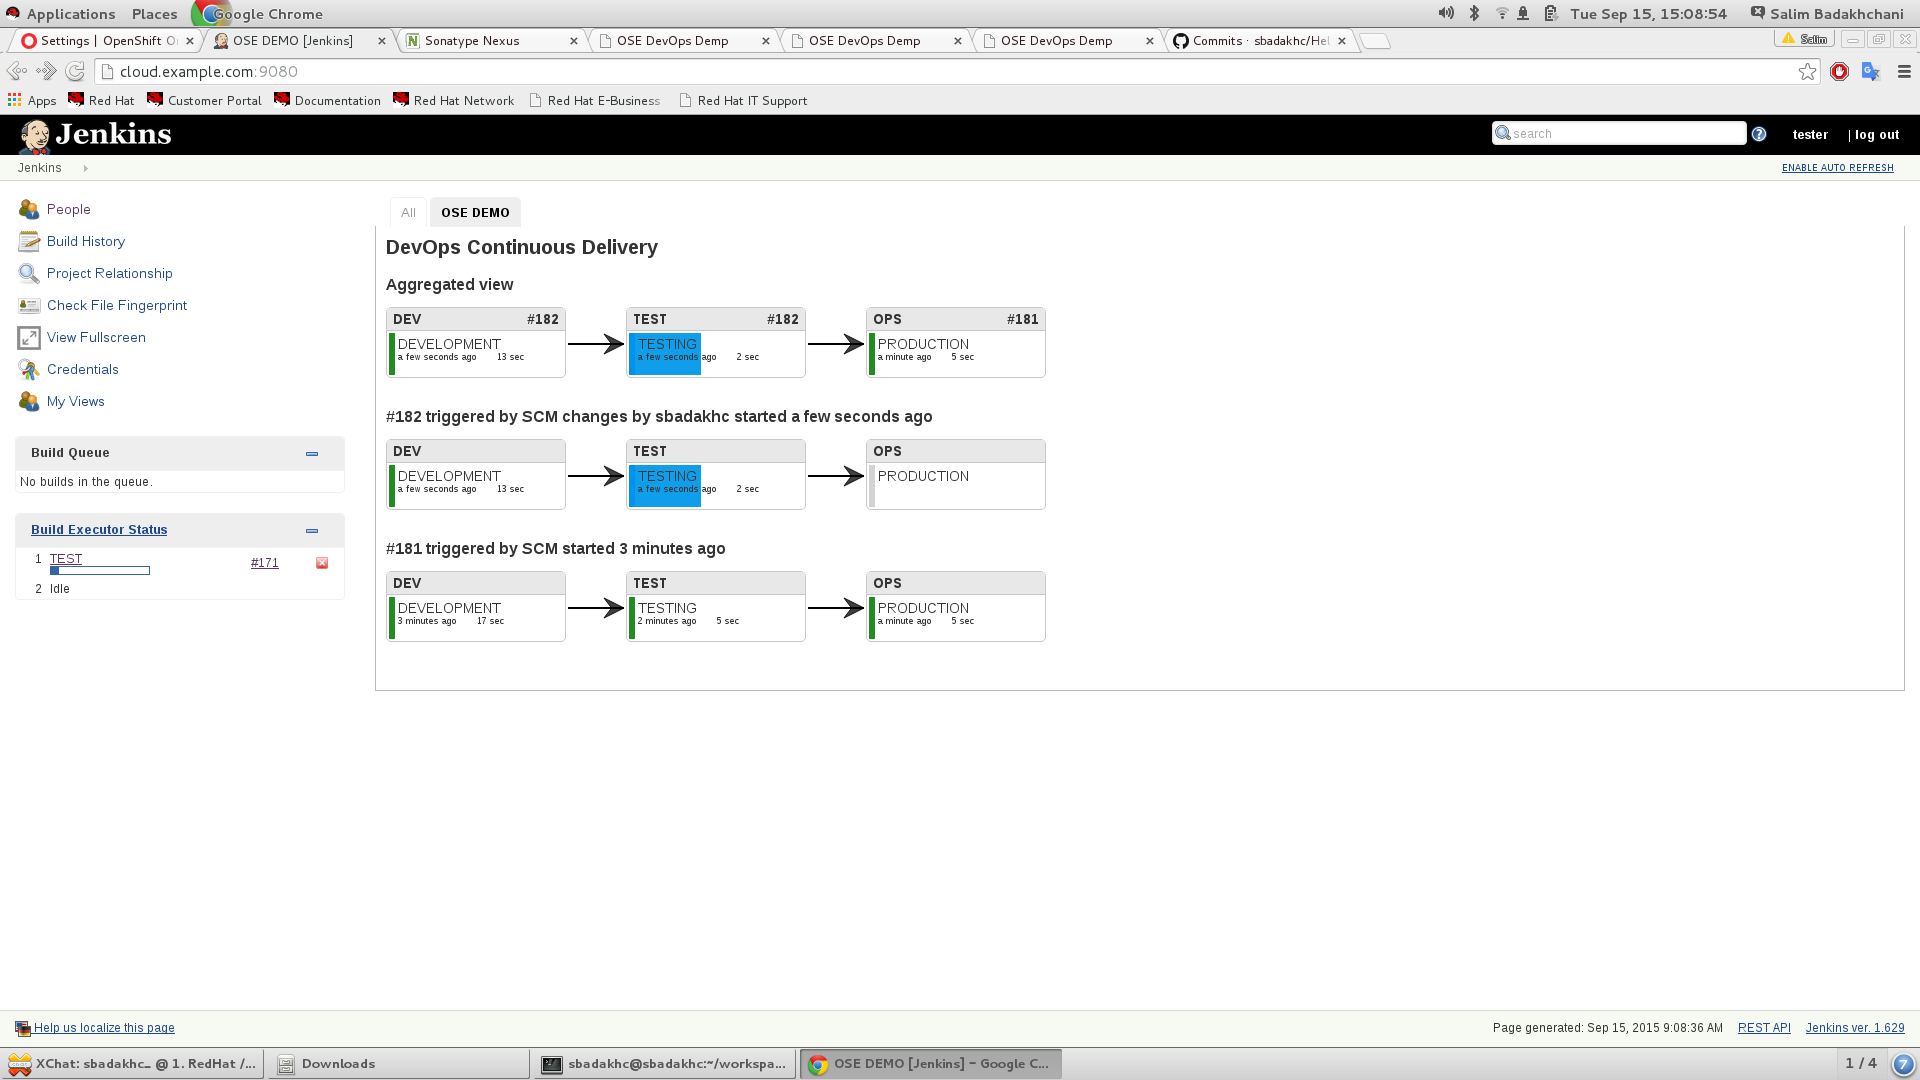 Applications Places Google Chrome Tue Sep 15, 15:08:54 Salim Badakhchani
Settings | OpenShift O OSE DEMO [Jenkins] Sonatype Nexus OSE DevOps Demp OSE DevOps Demp OSE DevOps Demp Commits · sbadakhc/Hel Salim
cloud.example.com:9080
Apps Red Hat Customer Portal Documentation Red Hat Network Red Hat E-Business Red Hat IT Support
Jenkins search ? tester | log out
Jenkins ENABLE AUTO REFRESH
People
Build History
Project Relationship
Check File Fingerprint
View Fullscreen
Credentials
My Views
Build Queue
No builds in the queue.
Build Executor Status
1 TEST #171
2 Idle
All OSE DEMO
DevOps Continuous Delivery
Aggregated view
DEV #182 TEST #182 OPS #181
DEVELOPMENT TESTING PRODUCTION
a few seconds ago 13 sec a few seconds ago 2 sec a minute ago 5 sec
#182 triggered by SCM changes by sbadakhc started a few seconds ago
DEV TEST OPS
DEVELOPMENT TESTING PRODUCTION
a few seconds ago 13 sec a few seconds ago 2 sec
#181 triggered by SCM started 3 minutes ago
DEV TEST OPS
DEVELOPMENT TESTING PRODUCTION
3 minutes ago 17 sec 2 minutes ago 5 sec a minute ago 5 sec
Help us localize this page Page generated: Sep 15, 2015 9:08:36 AM REST API Jenkins ver. 1.629
XChat: sbadakhc_ @ 1. RedHat /... Downloads sbadakhc@sbadakhc:~/workspa... OSE DEMO [Jenkins] - Google C... 1 / 4 7